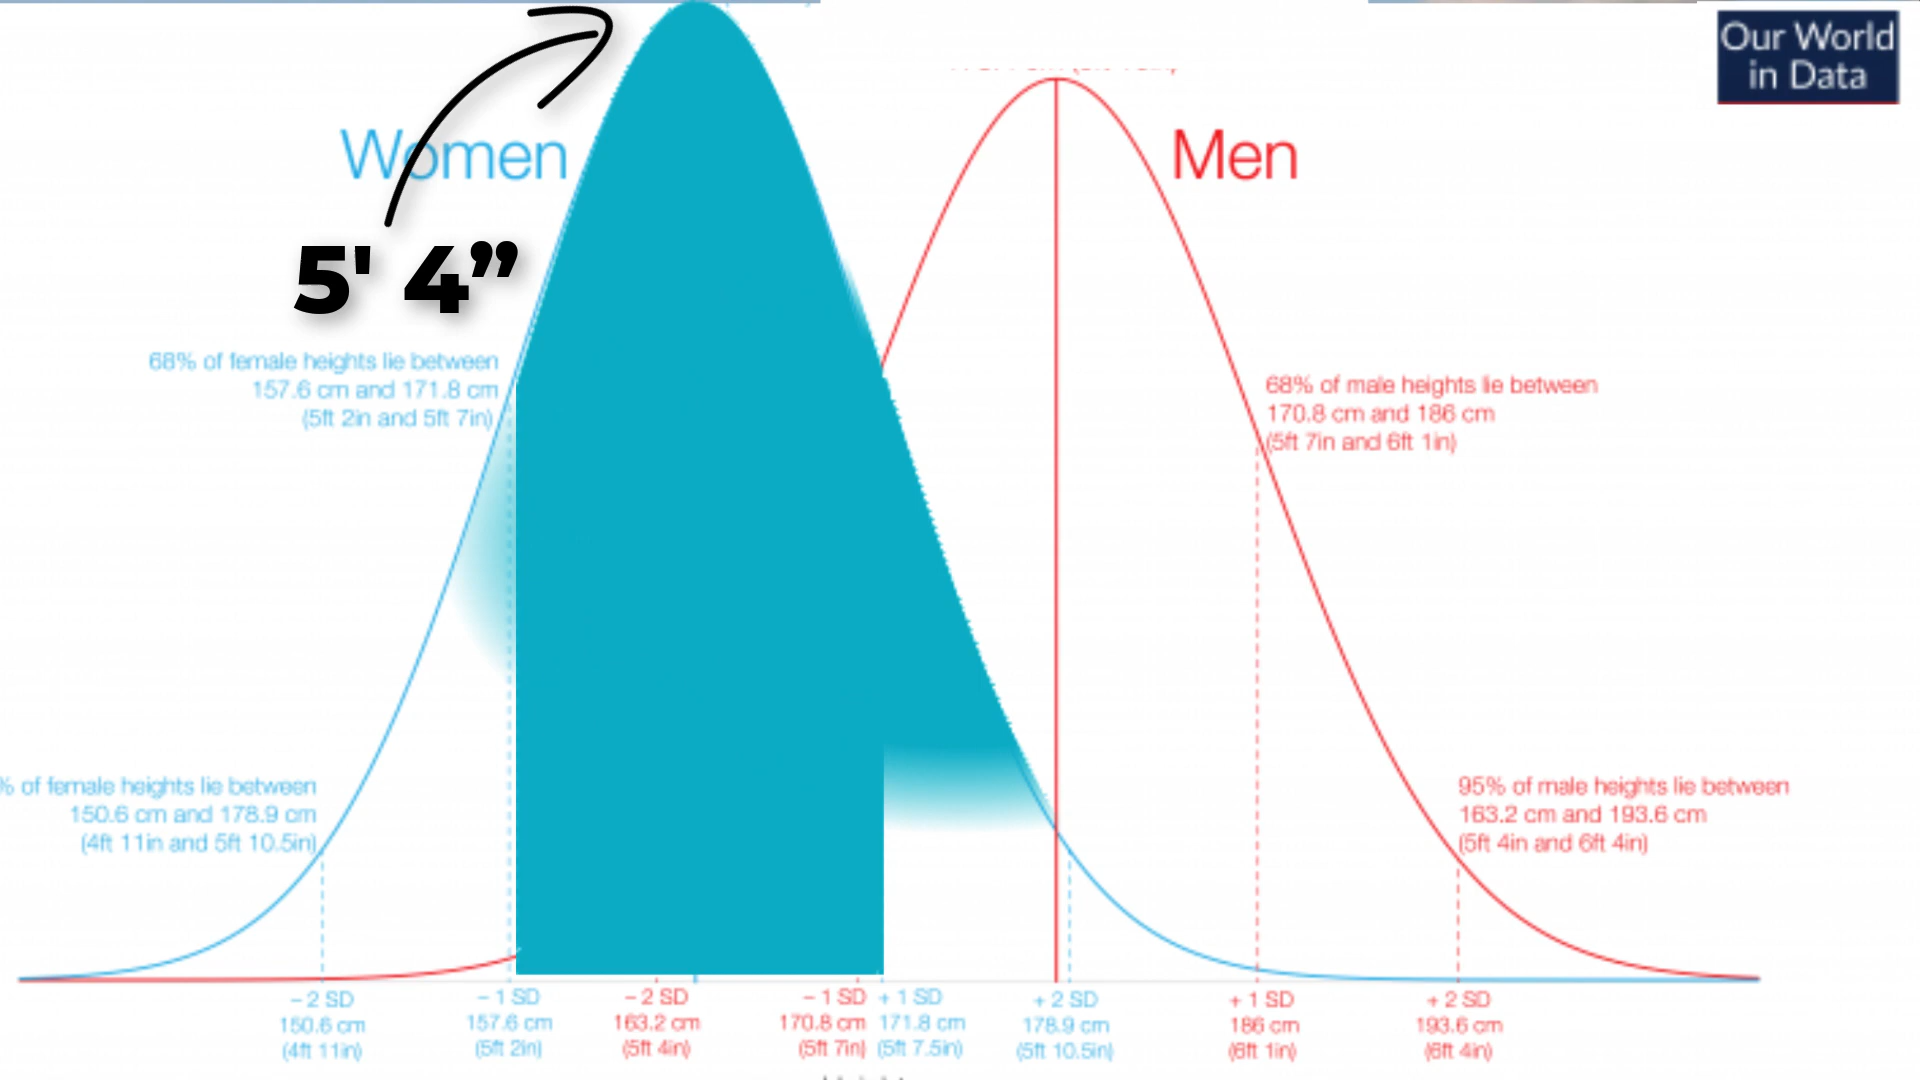 Our World
in Data
Women
Men
5' 4”
68% of female heights lie between
157.6 cm and 171.8 cm
(5ft 2in and 5ft 7in)
68% of male heights lie between
170.8 cm and 186 cm
(5ft 7in and 6ft 1in)
% of female heights lie between
150.6 cm and 178.9 cm
(4ft 11in and 5ft 10.5in)
95% of male heights lie between
163.2 cm and 193.6 cm
(5ft 4in and 6ft 4in)
– 2 SD – 1 SD – 2 SD – 1 SD + 1 SD + 2 SD + 1 SD + 2 SD
150.6 cm 157.6 cm 163.2 cm 170.8 cm 171.8 cm 178.9 cm 186 cm 193.6 cm
(4ft 11in) (5ft 2in) (5ft 4in) (5ft 7in) (5ft 7.5in) (5ft 10.5in) (6ft 1in) (6ft 4in)